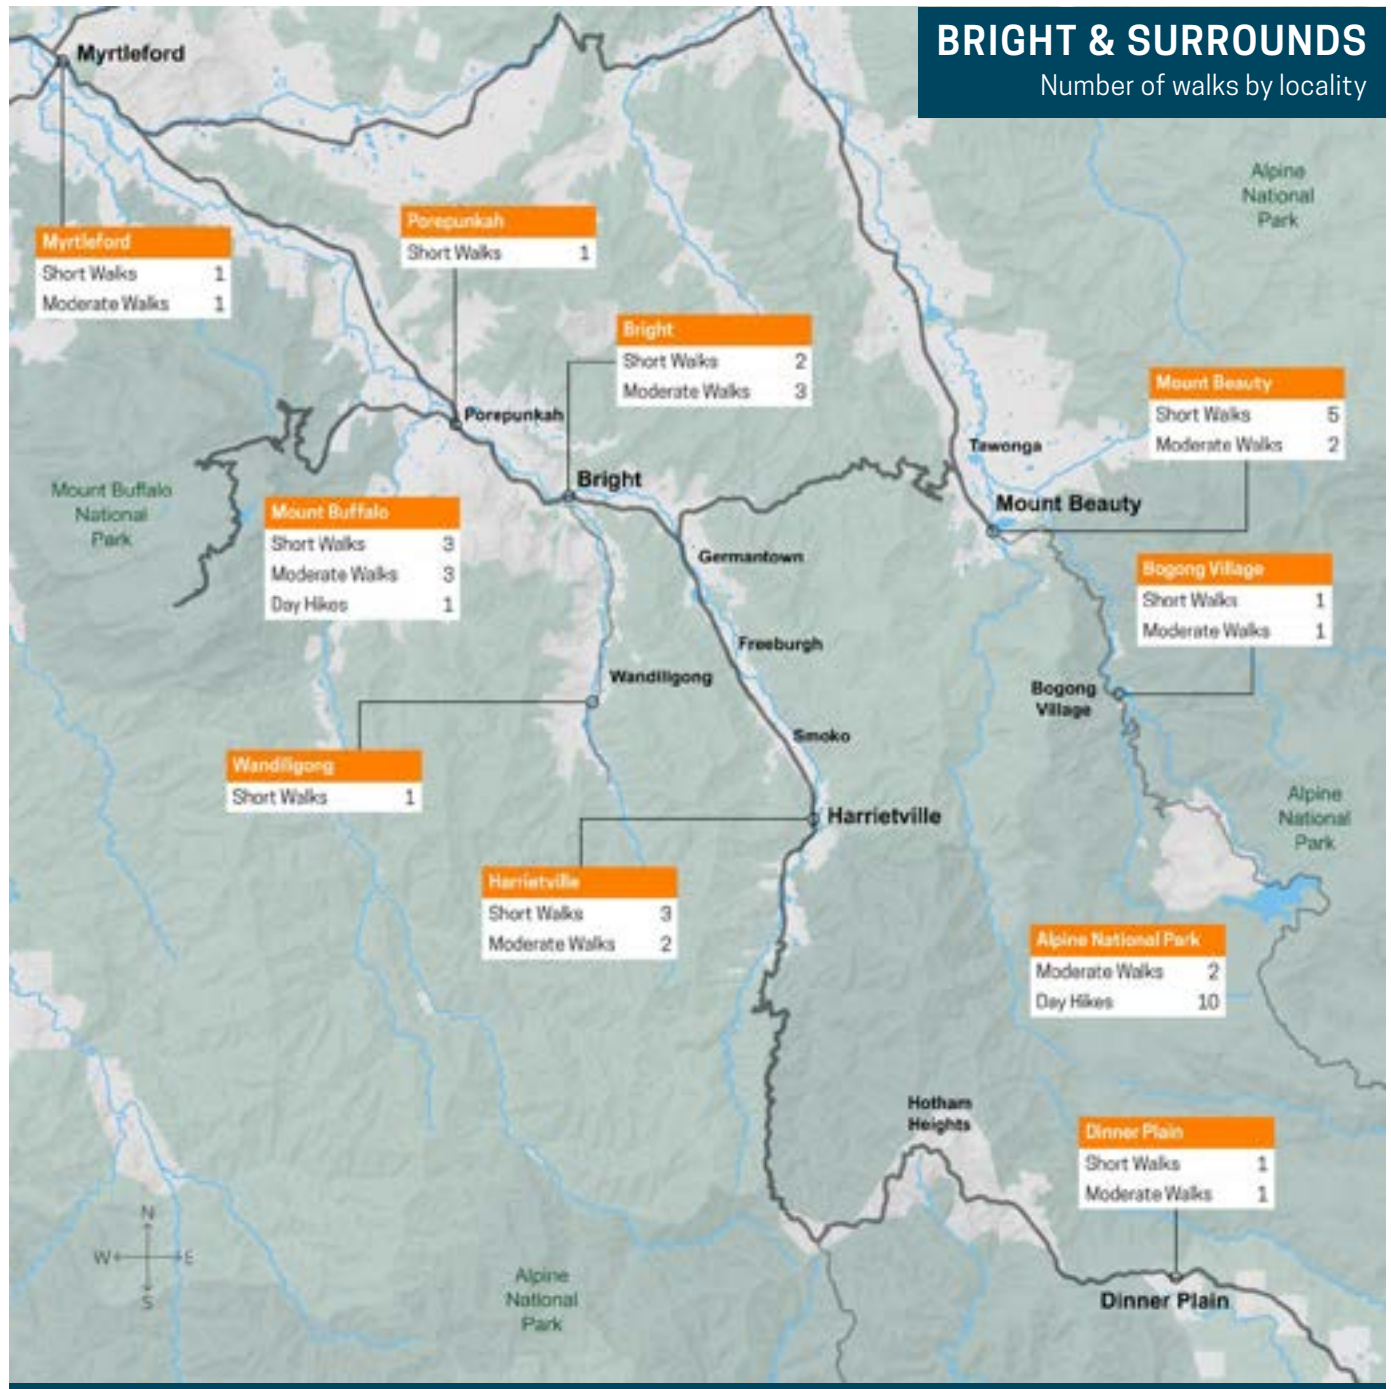 BRIGHT & SURROUNDS
Number of walks by locality
Myrtleford
Alpine
National
Park
Myrtleford
Short Walks 1
Moderate Walks 1
Porepunkah
Short Walks 1
Bright
Short Walks 2
Moderate Walks 3
Mount Beauty
Short Walks 5
Moderate Walks 2
Porepunkah
Tawonga
Bright
Mount Beauty
Mount Buffalo
National
Park
Mount Buffalo
Short Walks 3
Moderate Walks 3
Day Hikes 1
Germantown
Bogong Village
Short Walks 1
Moderate Walks 1
Freeburgh
Wandiligong
Bogong
Village
Smoko
Wandiligong
Short Walks 1
Harrietville
Alpine
National
Park
Harrietville
Short Walks 3
Moderate Walks 2
Alpine National Park
Moderate Walks 2
Day Hikes 10
Hotham
Heights
Dinner Plain
Short Walks 1
Moderate Walks 1
N
W E
S
Alpine
National
Park
Dinner Plain